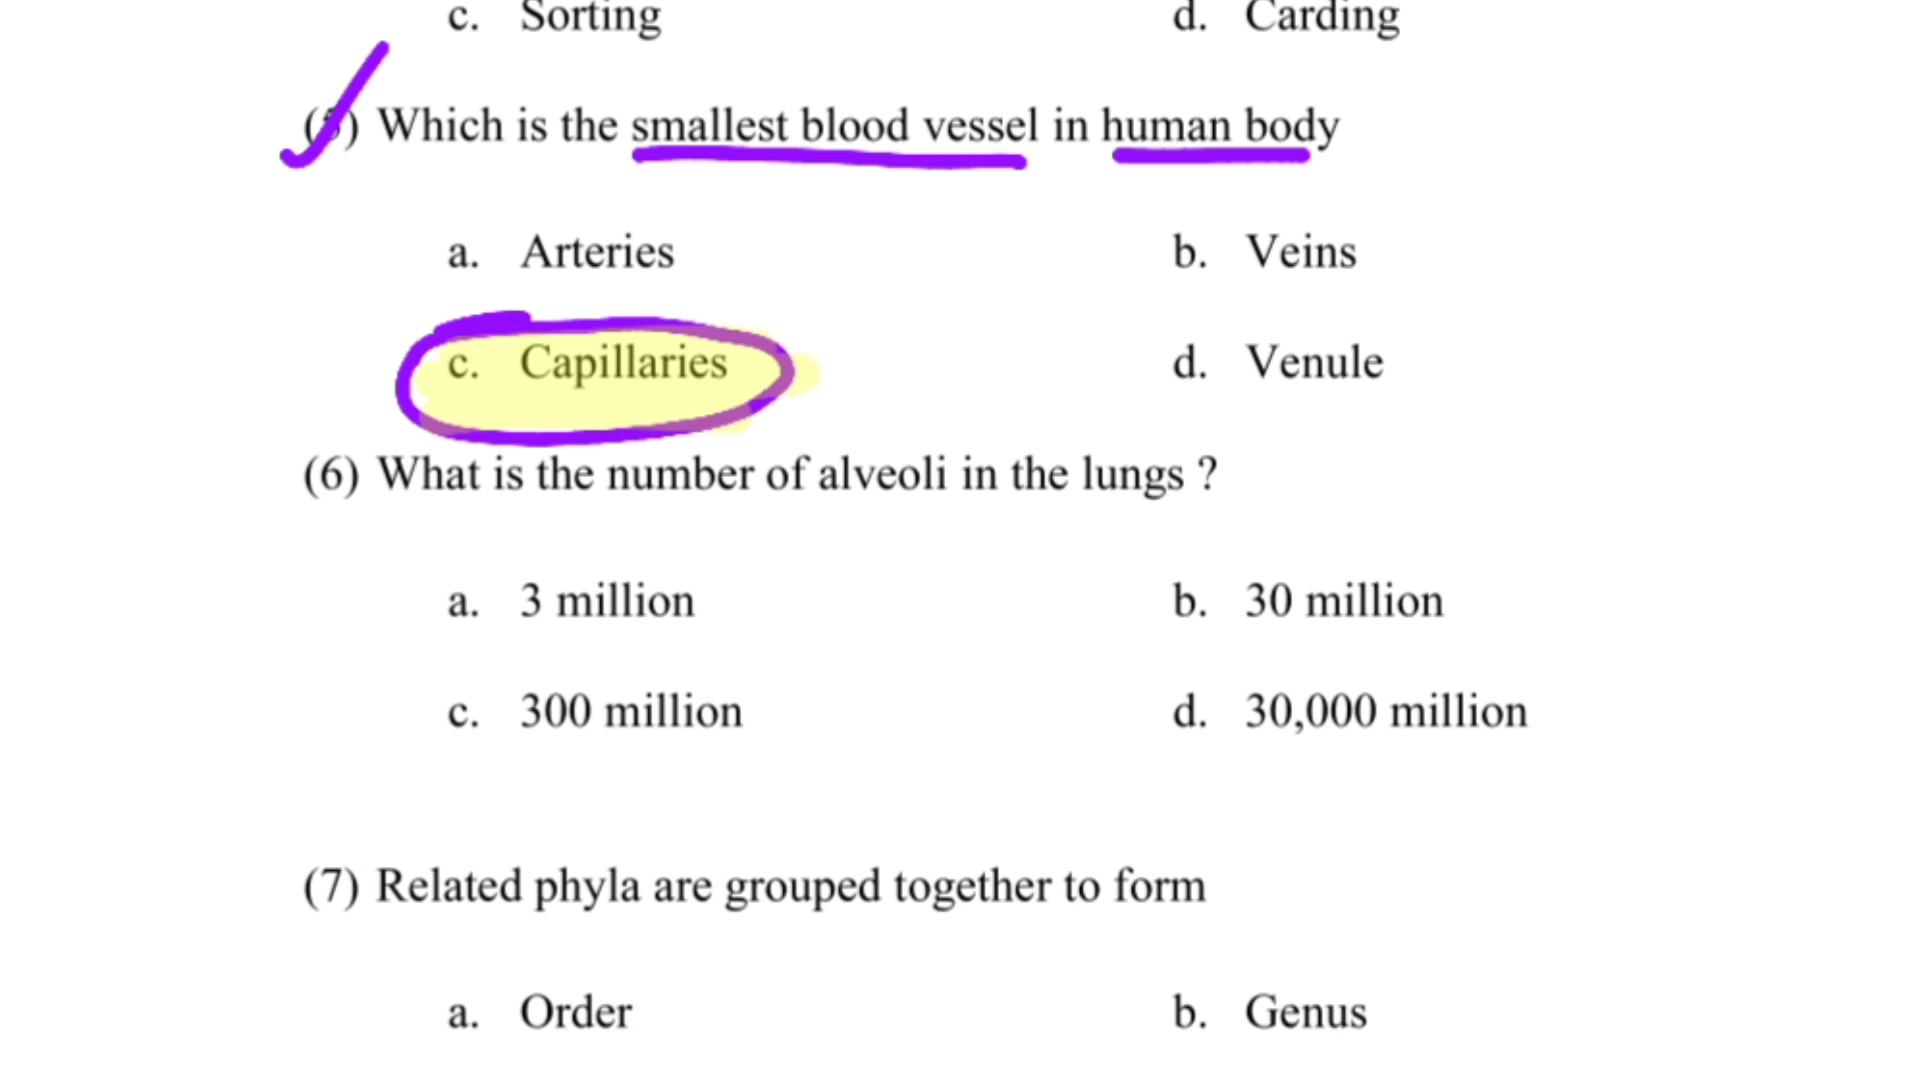 c. Sorting d. Carding
(5) Which is the smallest blood vessel in human body
a. Arteries b. Veins
c. Capillaries d. Venule
(6) What is the number of alveoli in the lungs ?
a. 3 million b. 30 million
c. 300 million d. 30,000 million
(7) Related phyla are grouped together to form
a. Order b. Genus